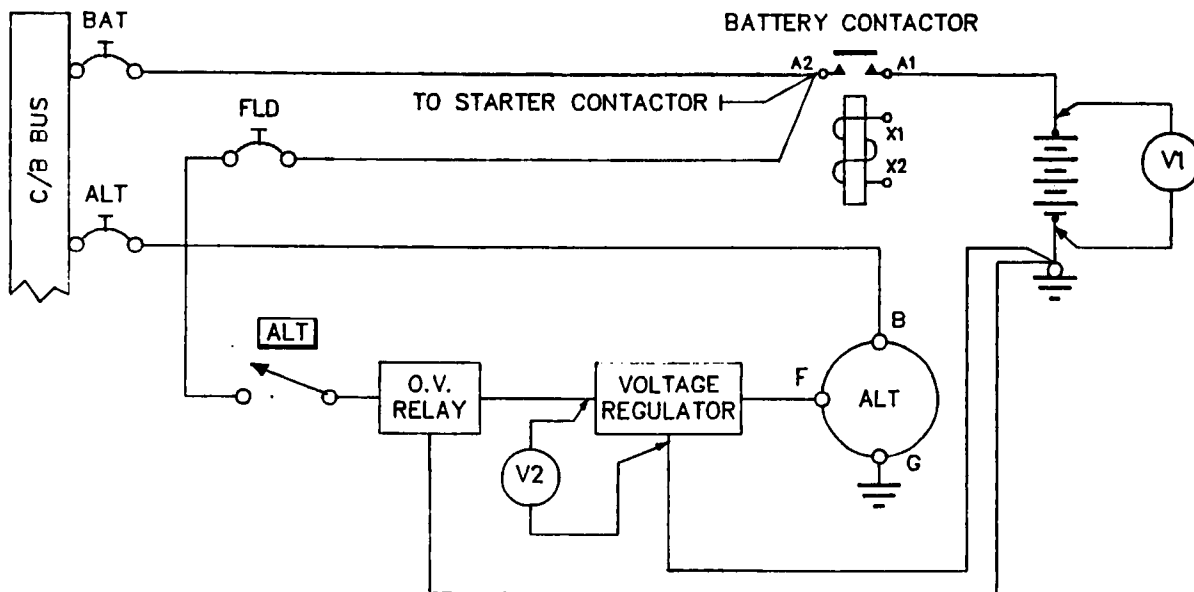 BATTERY CONTACTOR
BAT
A2
A1
TO STARTER CONTACTOR
FLD
X1
X2
V1
C/B BUS
ALT
ALT
B
O.V.
RELAY
VOLTAGE
REGULATOR
F
ALT
G
V2